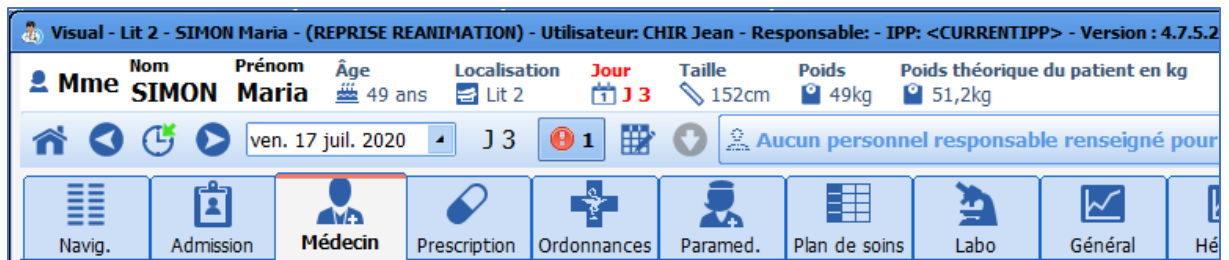 Visual - Lit 2 - SIMON Maria - (REPRISE REANIMATION) - Utilisateur: CHIR Jean - Responsable: - IPP: <CURRENTIPP> - Version : 4.7.5.2
Nom Prénom Âge Localisation Jour Taille Poids Poids théorique du patient en kg
Mme SIMON Maria 49 ans Lit 2 J 3 152cm 49kg 51,2kg
ven. 17 juil. 2020 J 3 1 Aucun personnel responsable renseigné pour
Navig. Admission Médecin Prescription Ordonnances Paramed. Plan de soins Labo Général Hé